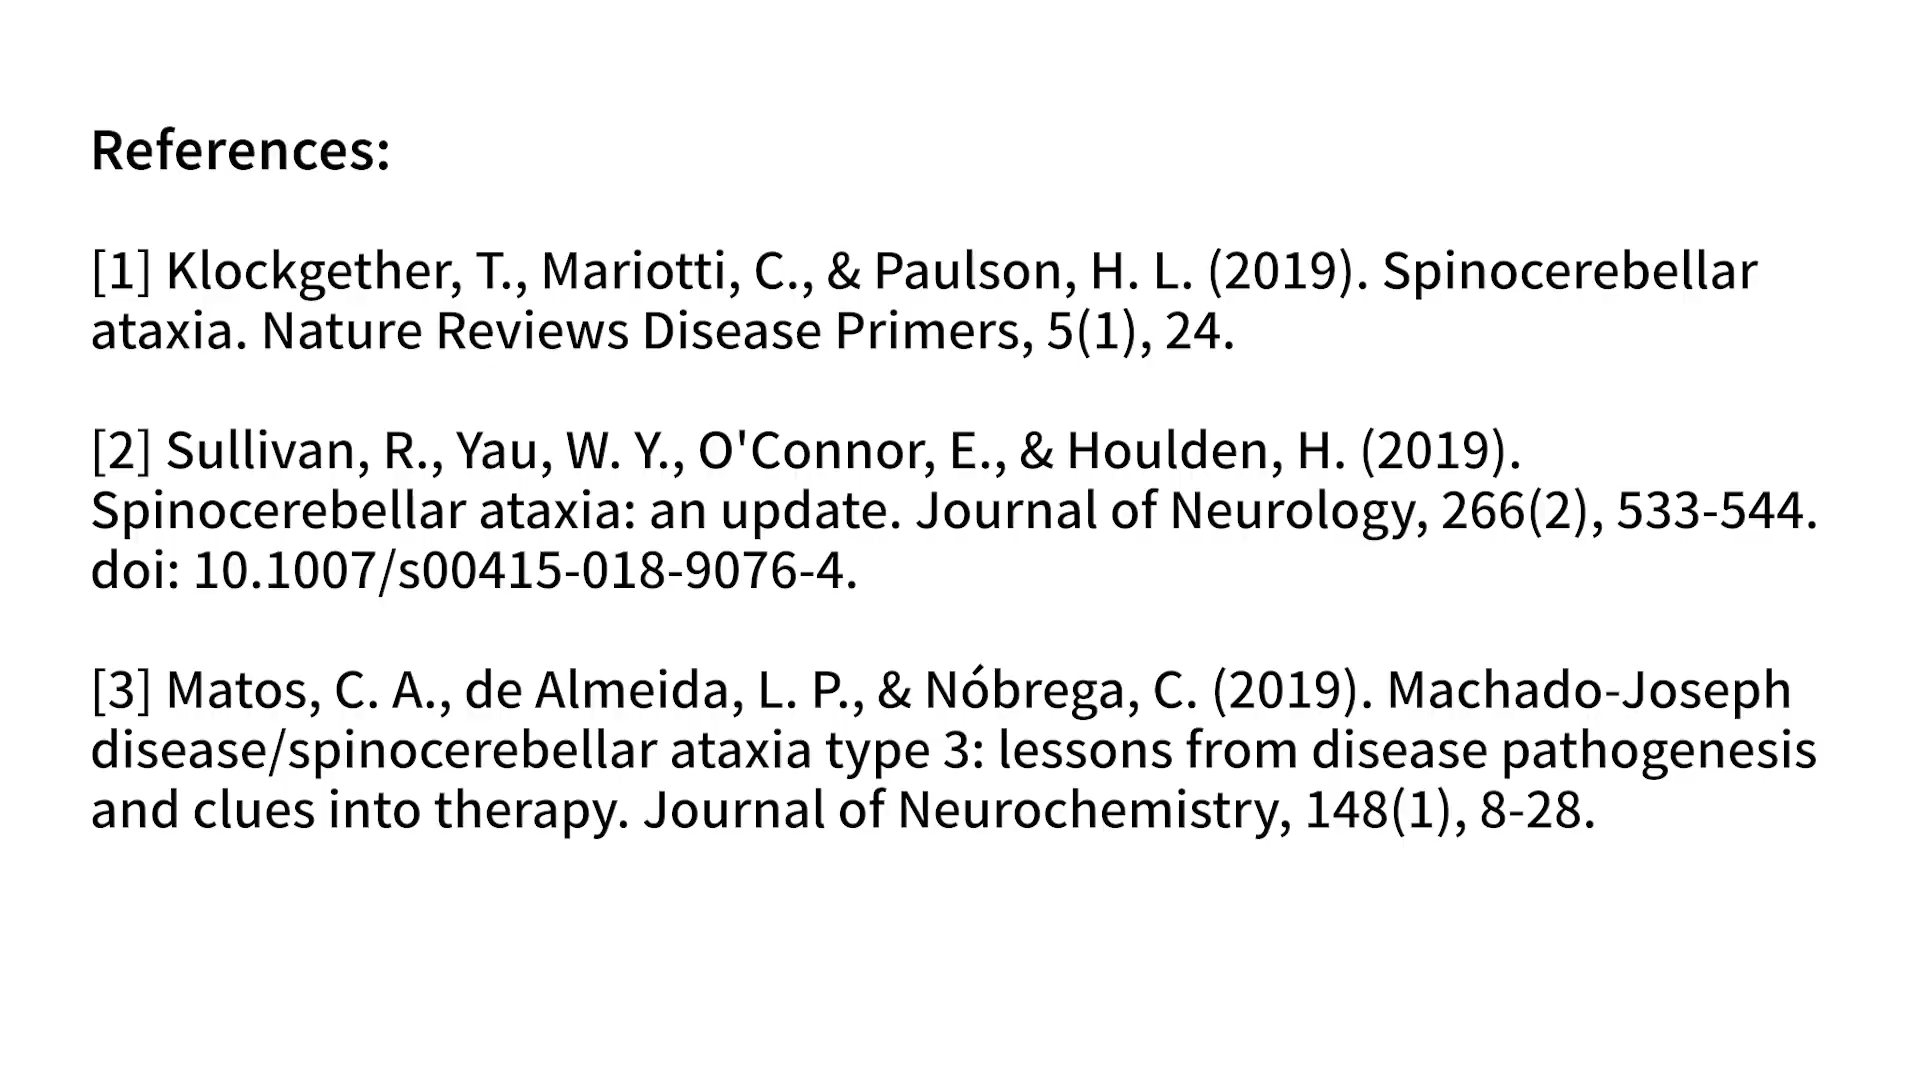 References:
[1] Klockgether, T., Mariotti, C., & Paulson, H. L. (2019). Spinocerebellar
ataxia. Nature Reviews Disease Primers, 5(1), 24.
[2] Sullivan, R., Yau, W. Y., O'Connor, E., & Houlden, H. (2019).
Spinocerebellar ataxia: an update. Journal of Neurology, 266(2), 533-544.
doi: 10.1007/s00415-018-9076-4.
[3] Matos, C. A., de Almeida, L. P., & Nóbrega, C. (2019). Machado-Joseph
disease/spinocerebellar ataxia type 3: lessons from disease pathogenesis
and clues into therapy. Journal of Neurochemistry, 148(1), 8-28.